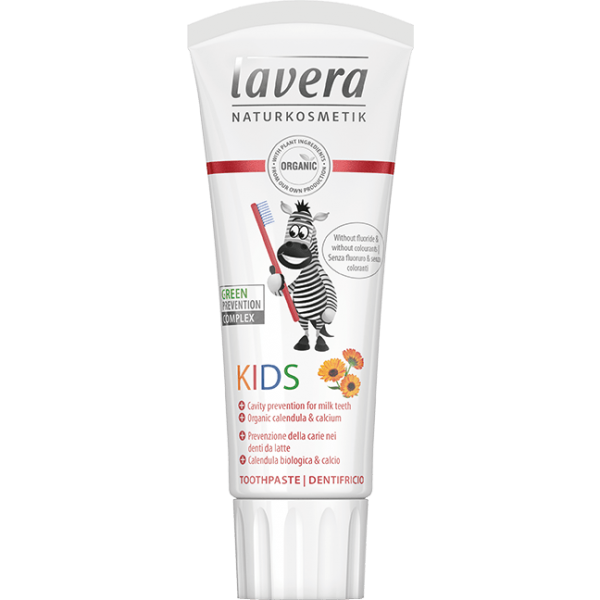 lavera
NATURKOSMETIK
• WITH PLANT INGREDIENTS •
ORGANIC
FROM OUR OWN PRODUCTION
Without fluoride &
without colourants |
Senza fluoruro & senza
coloranti
GREEN
PREVENTION
COMPLEX
KIDS
Cavity prevention for milk teeth
Organic calendula & calcium
Prevenzione della carie nei
denti da latte
Calendula biologica & calcio
TOOTHPASTE | DENTIFRICIO